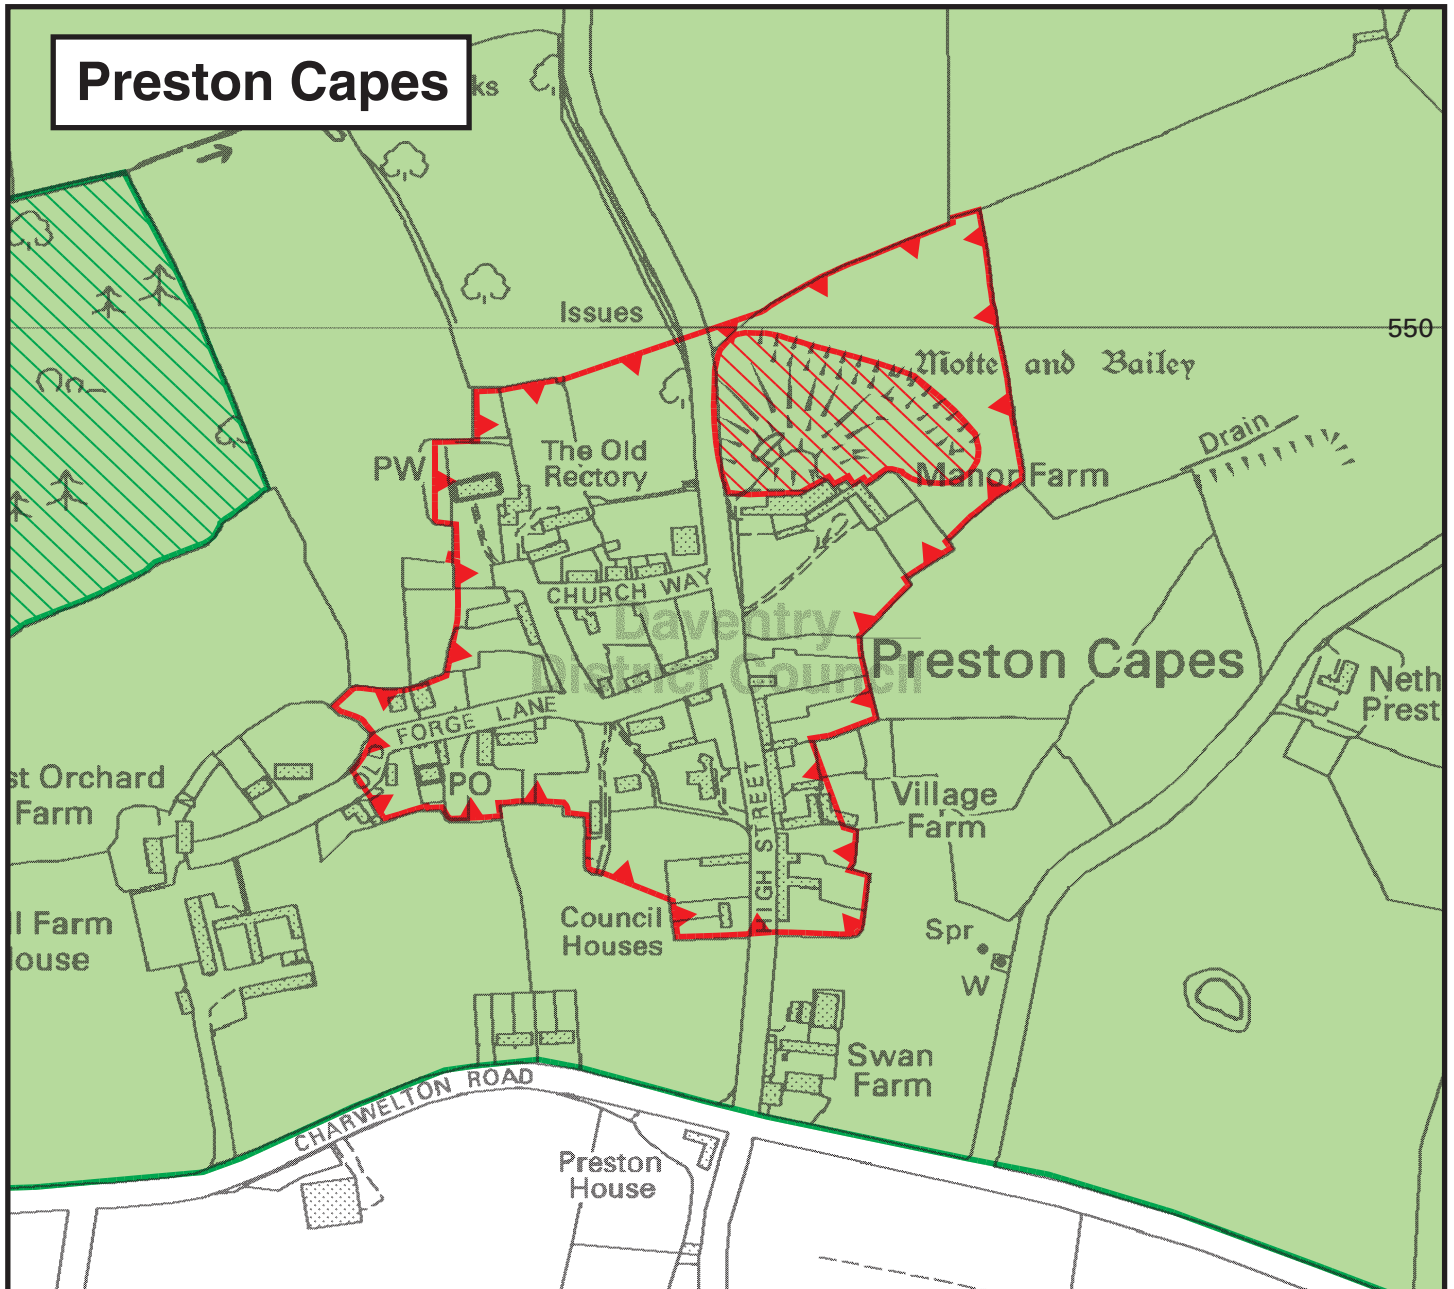 Preston Capes
ks
Issues
550
Motte and Bailey
Drain
PW
The Old
Rectory
Manor Farm
CHURCH WAY
Daventry
District Council
Preston Capes
Neth
Prest
FORGE LANE
PO
st Orchard
Farm
HIGH STREET
Village
Farm
ll Farm
ouse
Council
Houses
Spr
W
Swan
Farm
CHARWELTON ROAD
Preston
House